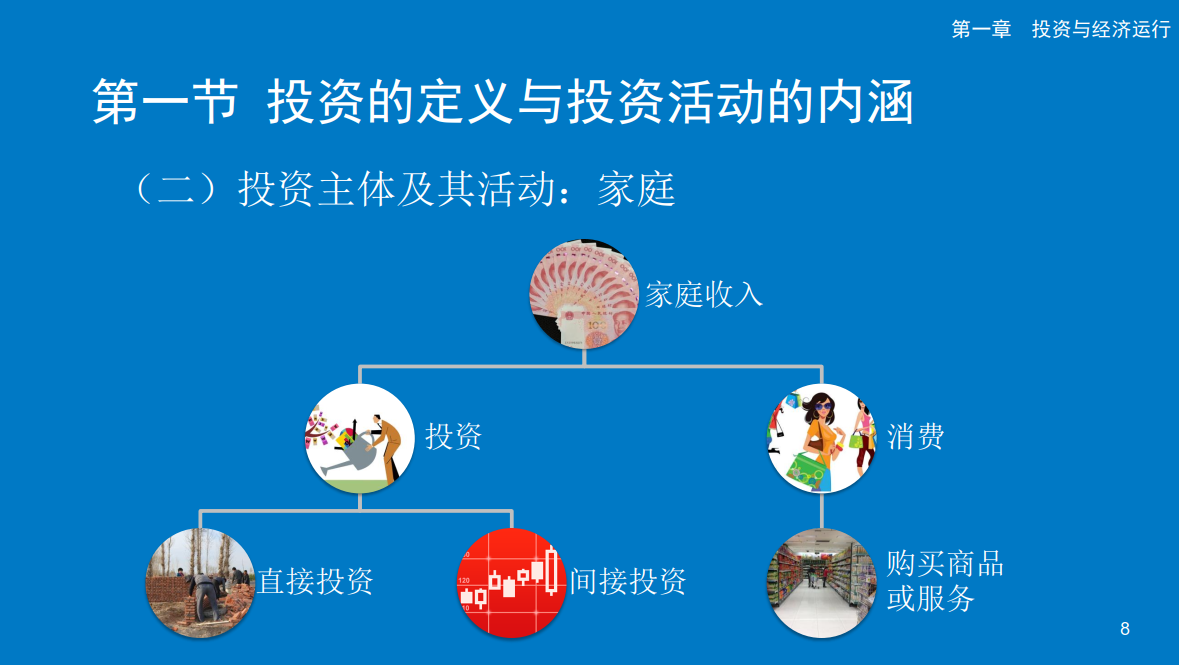 第一章　投资与经济运行
第一节 投资的定义与投资活动的内涵
（二）投资主体及其活动：家庭
家庭收入
投资
消费
直接投资
间接投资
120
购买商品
或服务
8